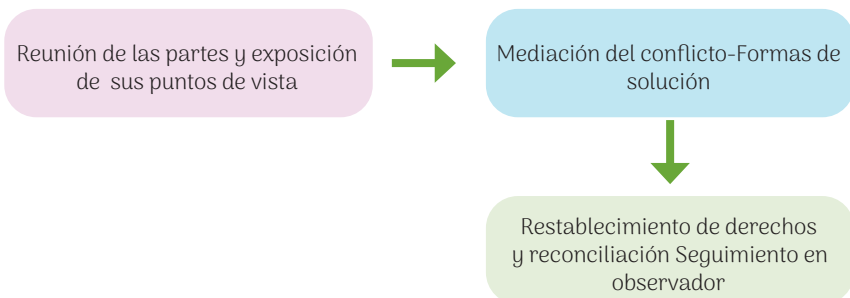 Reunión de las partes y exposición
de sus puntos de vista
Mediación del conflicto-Formas de
solución
Restablecimiento de derechos
y reconciliación Seguimiento en
observador